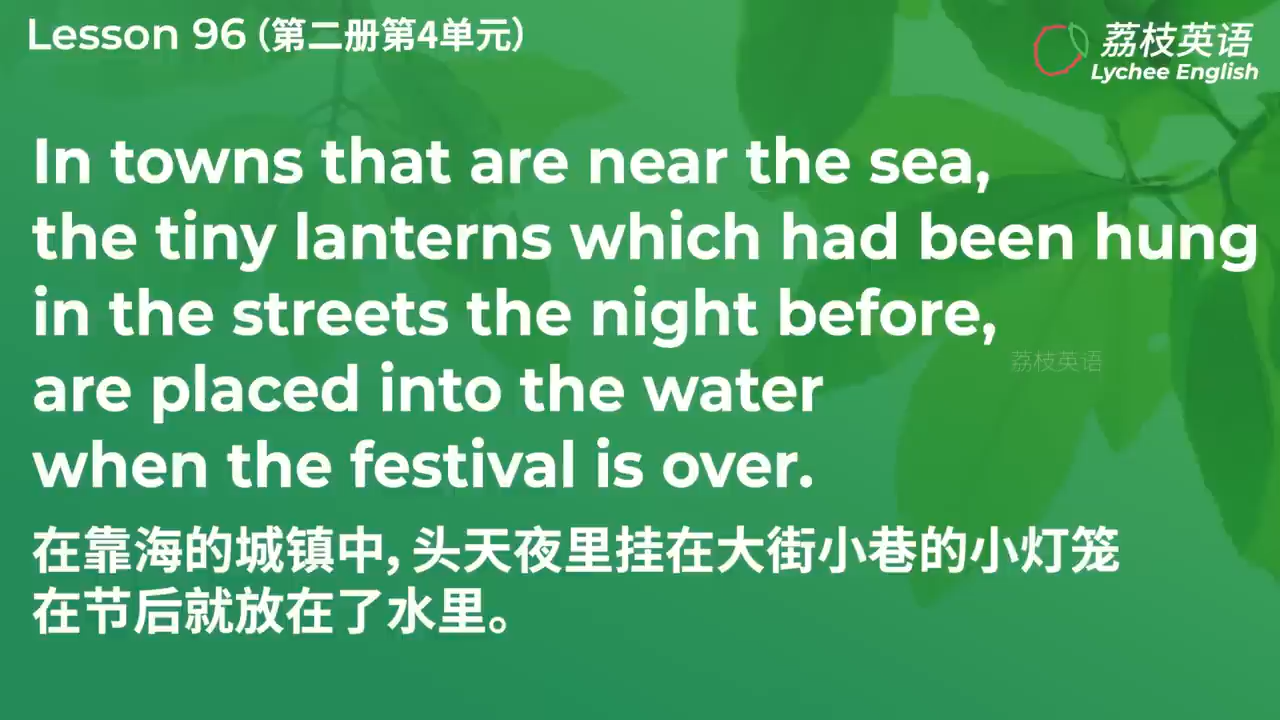 Lesson 96（第二册第4单元）
荔枝英语
Lychee English
In towns that are near the sea,
the tiny lanterns which had been hung
in the streets the night before,
荔枝英语
are placed into the water
when the festival is over.
在靠海的城镇中，头天夜里挂在大街小巷的小灯笼
在节后就放在了水里。